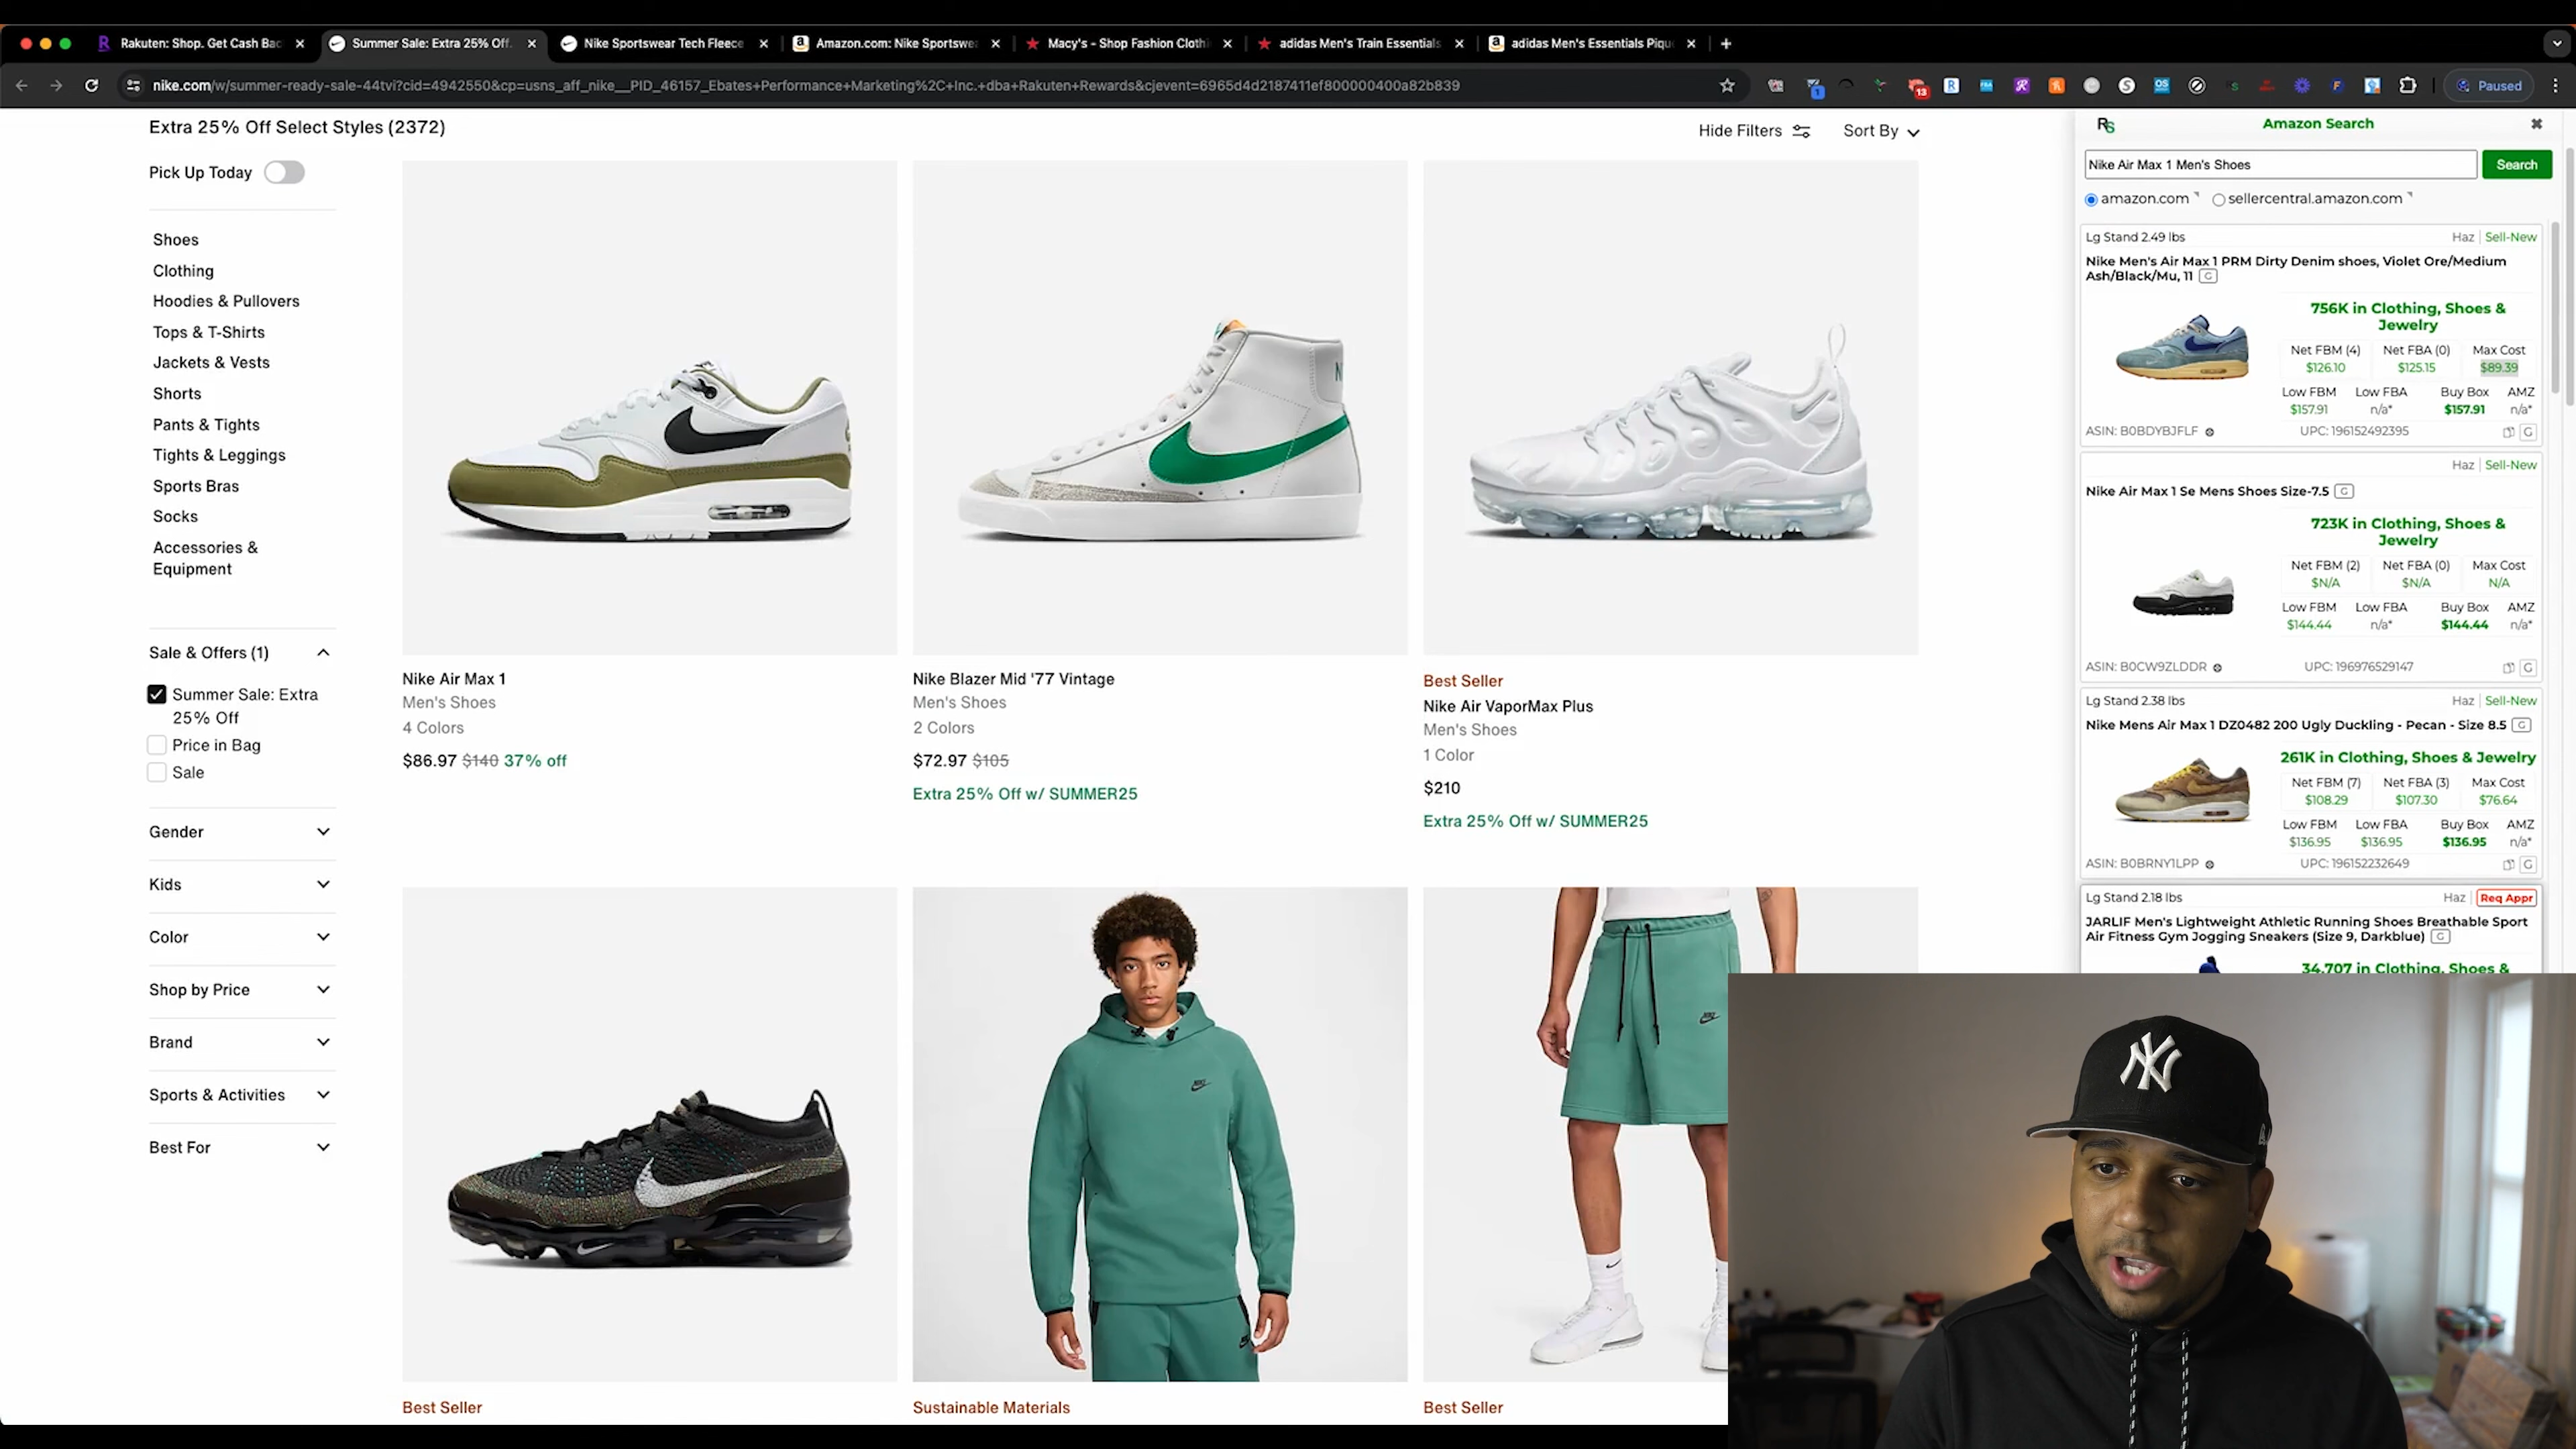 Rakuten: Shop. Get Cash Bac
Summer Sale: Extra 25% Off.
Nike Sportswear Tech Fleece
Amazon.com: Nike Sportswe
Macy's - Shop Fashion Clothi
adidas Men's Train Essentials
adidas Men's Essentials Piqu
nike.com/w/summer-ready-sale-44tvi?cid=4942550&cp=usns_aff_nike__PID_46157_Ebates+Performance+Marketing%2C+Inc.+dba+Rakuten+Rewards&cjevent=6965d4d2187411ef800000400a82b839
1
13
Paused
Extra 25% Off Select Styles (2372)
Hide Filters
Sort By
Pick Up Today
Shoes
Clothing
Hoodies & Pullovers
Tops & T-Shirts
Jackets & Vests
Shorts
Pants & Tights
Tights & Leggings
Sports Bras
Socks
Accessories &
Equipment
Sale & Offers (1)
Summer Sale: Extra
25% Off
Price in Bag
Sale
Gender
Kids
Color
Shop by Price
Brand
Sports & Activities
Best For
Nike Air Max 1
Men's Shoes
4 Colors
$86.97 $140 37% off
Nike Blazer Mid '77 Vintage
Men's Shoes
2 Colors
$72.97 $105
Extra 25% Off w/ SUMMER25
Best Seller
Nike Air VaporMax Plus
Men's Shoes
1 Color
$210
Extra 25% Off w/ SUMMER25
Best Seller
Sustainable Materials
Best Seller
RS
Amazon Search
Nike Air Max 1 Men's Shoes
Search
amazon.com
sellercentral.amazon.com
Lg Stand 2.49 lbs
Haz | Sell-New
Nike Men's Air Max 1 PRM Dirty Denim shoes, Violet Ore/Medium
Ash/Black/Mu, 11 G
756K in Clothing, Shoes &
Jewelry
Net FBM (4) Net FBA (0) Max Cost
$126.10 $125.15 $89.39
Low FBM Low FBA Buy Box AMZ
$157.91 n/a* $157.91 n/a*
ASIN: B0BDYBJFLF UPC: 196152492395 G
Haz | Sell-New
Nike Air Max 1 Se Mens Shoes Size-7.5 G
723K in Clothing, Shoes &
Jewelry
Net FBM (2) Net FBA (0) Max Cost
$N/A $N/A N/A
Low FBM Low FBA Buy Box AMZ
$144.44 n/a* $144.44 n/a*
ASIN: B0CW9ZLDDR UPC: 196976529147 G
Lg Stand 2.38 lbs
Haz | Sell-New
Nike Mens Air Max 1 DZ0482 200 Ugly Duckling - Pecan - Size 8.5 G
261K in Clothing, Shoes & Jewelry
Net FBM (7) Net FBA (3) Max Cost
$108.29 $107.30 $76.64
Low FBM Low FBA Buy Box AMZ
$136.95 $136.95 $136.95 n/a*
ASIN: B0BRNY1LPP UPC: 196152232649 G
Lg Stand 2.18 lbs
Haz | Req Appr
JARLIF Men's Lightweight Athletic Running Shoes Breathable Sport
Air Fitness Gym Jogging Sneakers (Size 9, Darkblue) G
34,707 in Clothing, Shoes &
NY